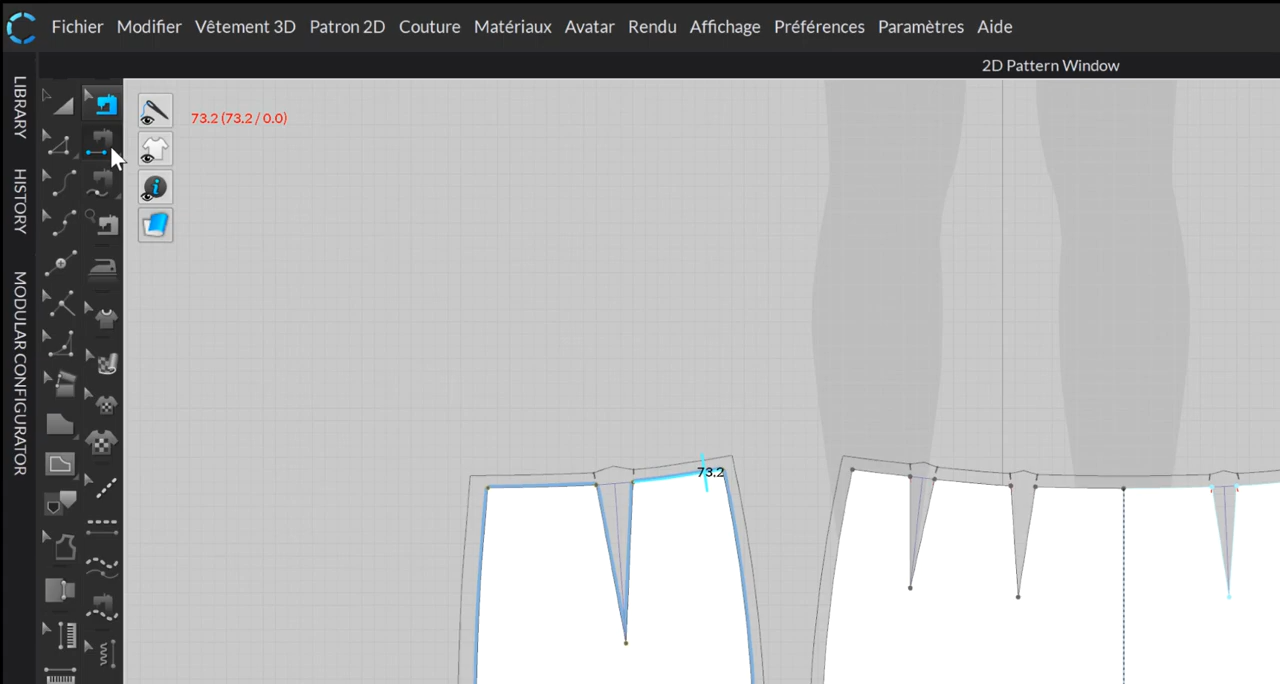 Fichier Modifier Vêtement 3D Patron 2D Couture Matériaux Avatar Rendu Affichage Préférences Paramètres Aide
2D Pattern Window
LIBRARY
HISTORY
MODULAR CONFIGURATOR
73.2 (73.2 / 0.0)
73.2